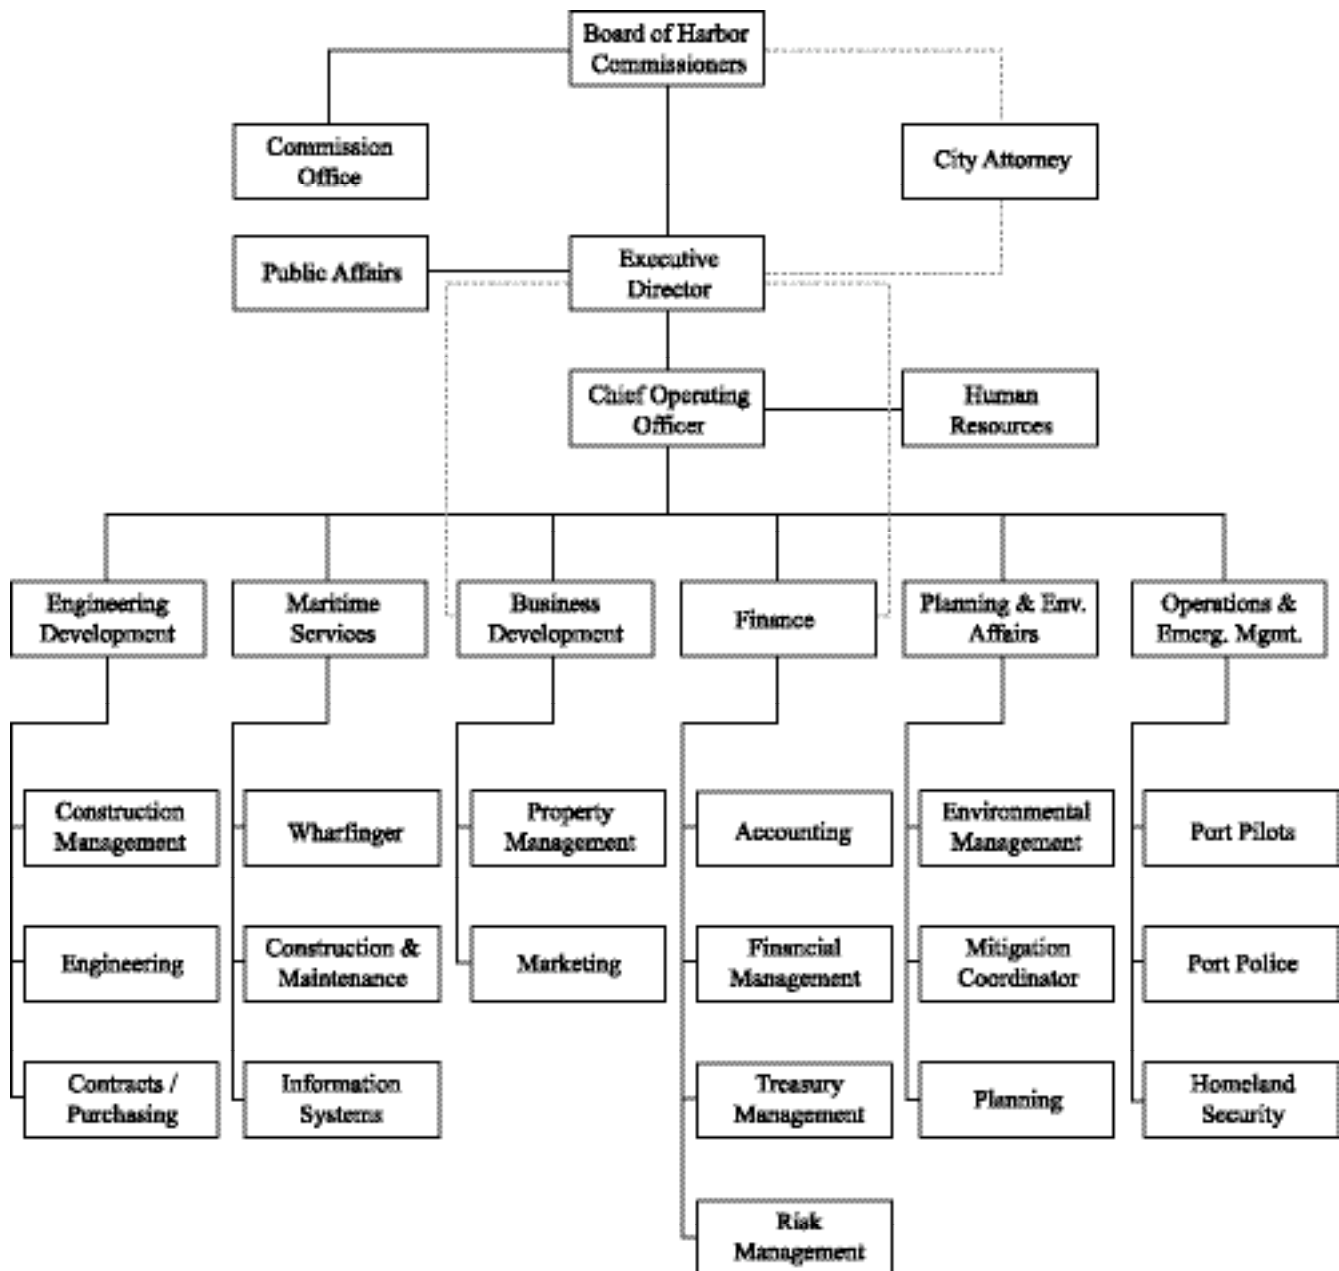 Board of Harbor
Commissioners
Commission
Office
City Attorney
Public Affairs
Executive
Director
Chief Operating
Officer
Human
Resources
Engineering
Development
Maritime
Services
Business
Development
Finance
Planning & Env.
Affairs
Operations &
Emerg. Mgmt.
Construction
Management
Wharfinger
Property
Management
Accounting
Environmental
Management
Port Pilots
Engineering
Construction &
Maintenance
Marketing
Financial
Management
Mitigation
Coordinator
Port Police
Contracts /
Purchasing
Information
Systems
Treasury
Management
Planning
Homeland
Security
Risk
Management